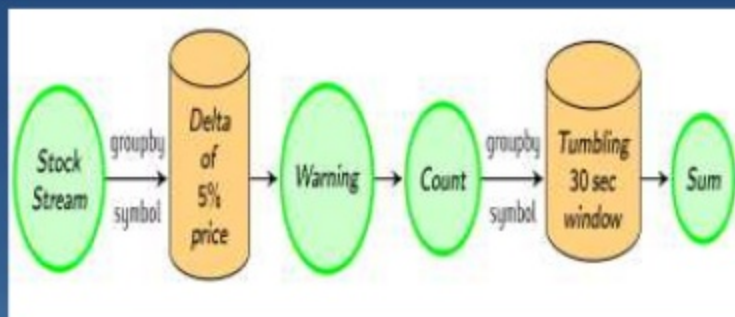 Stock
Stream
groupby
symbol
Delta
of
5%
price
Warning
Count
groupby
symbol
Tumbling
30 sec
window
Sum